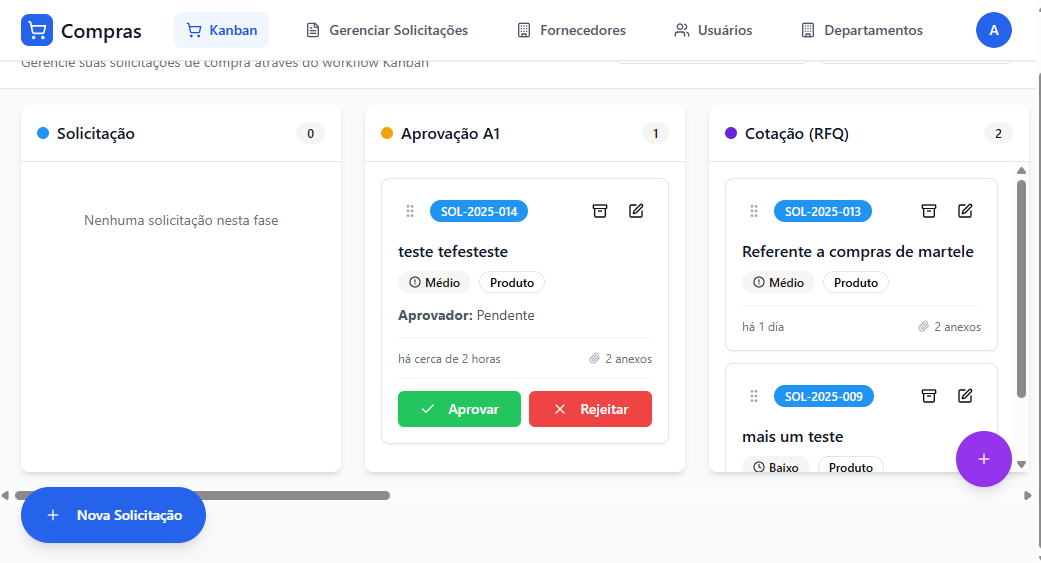 Compras
Kanban
Gerenciar Solicitações
Fornecedores
Usuários
Departamentos
A
Gerencie suas solicitações de compra através do workflow Kanban
Solicitação
0
Nenhuma solicitação nesta fase
Aprovação A1
1
SOL-2025-014
teste tefesteste
Médio
Produto
Aprovador: Pendente
há cerca de 2 horas
2 anexos
Aprovar
Rejeitar
Cotação (RFQ)
2
SOL-2025-013
Referente a compras de martele
Médio
Produto
há 1 dia
2 anexos
SOL-2025-009
mais um teste
Baixo
Produto
+
+ Nova Solicitação